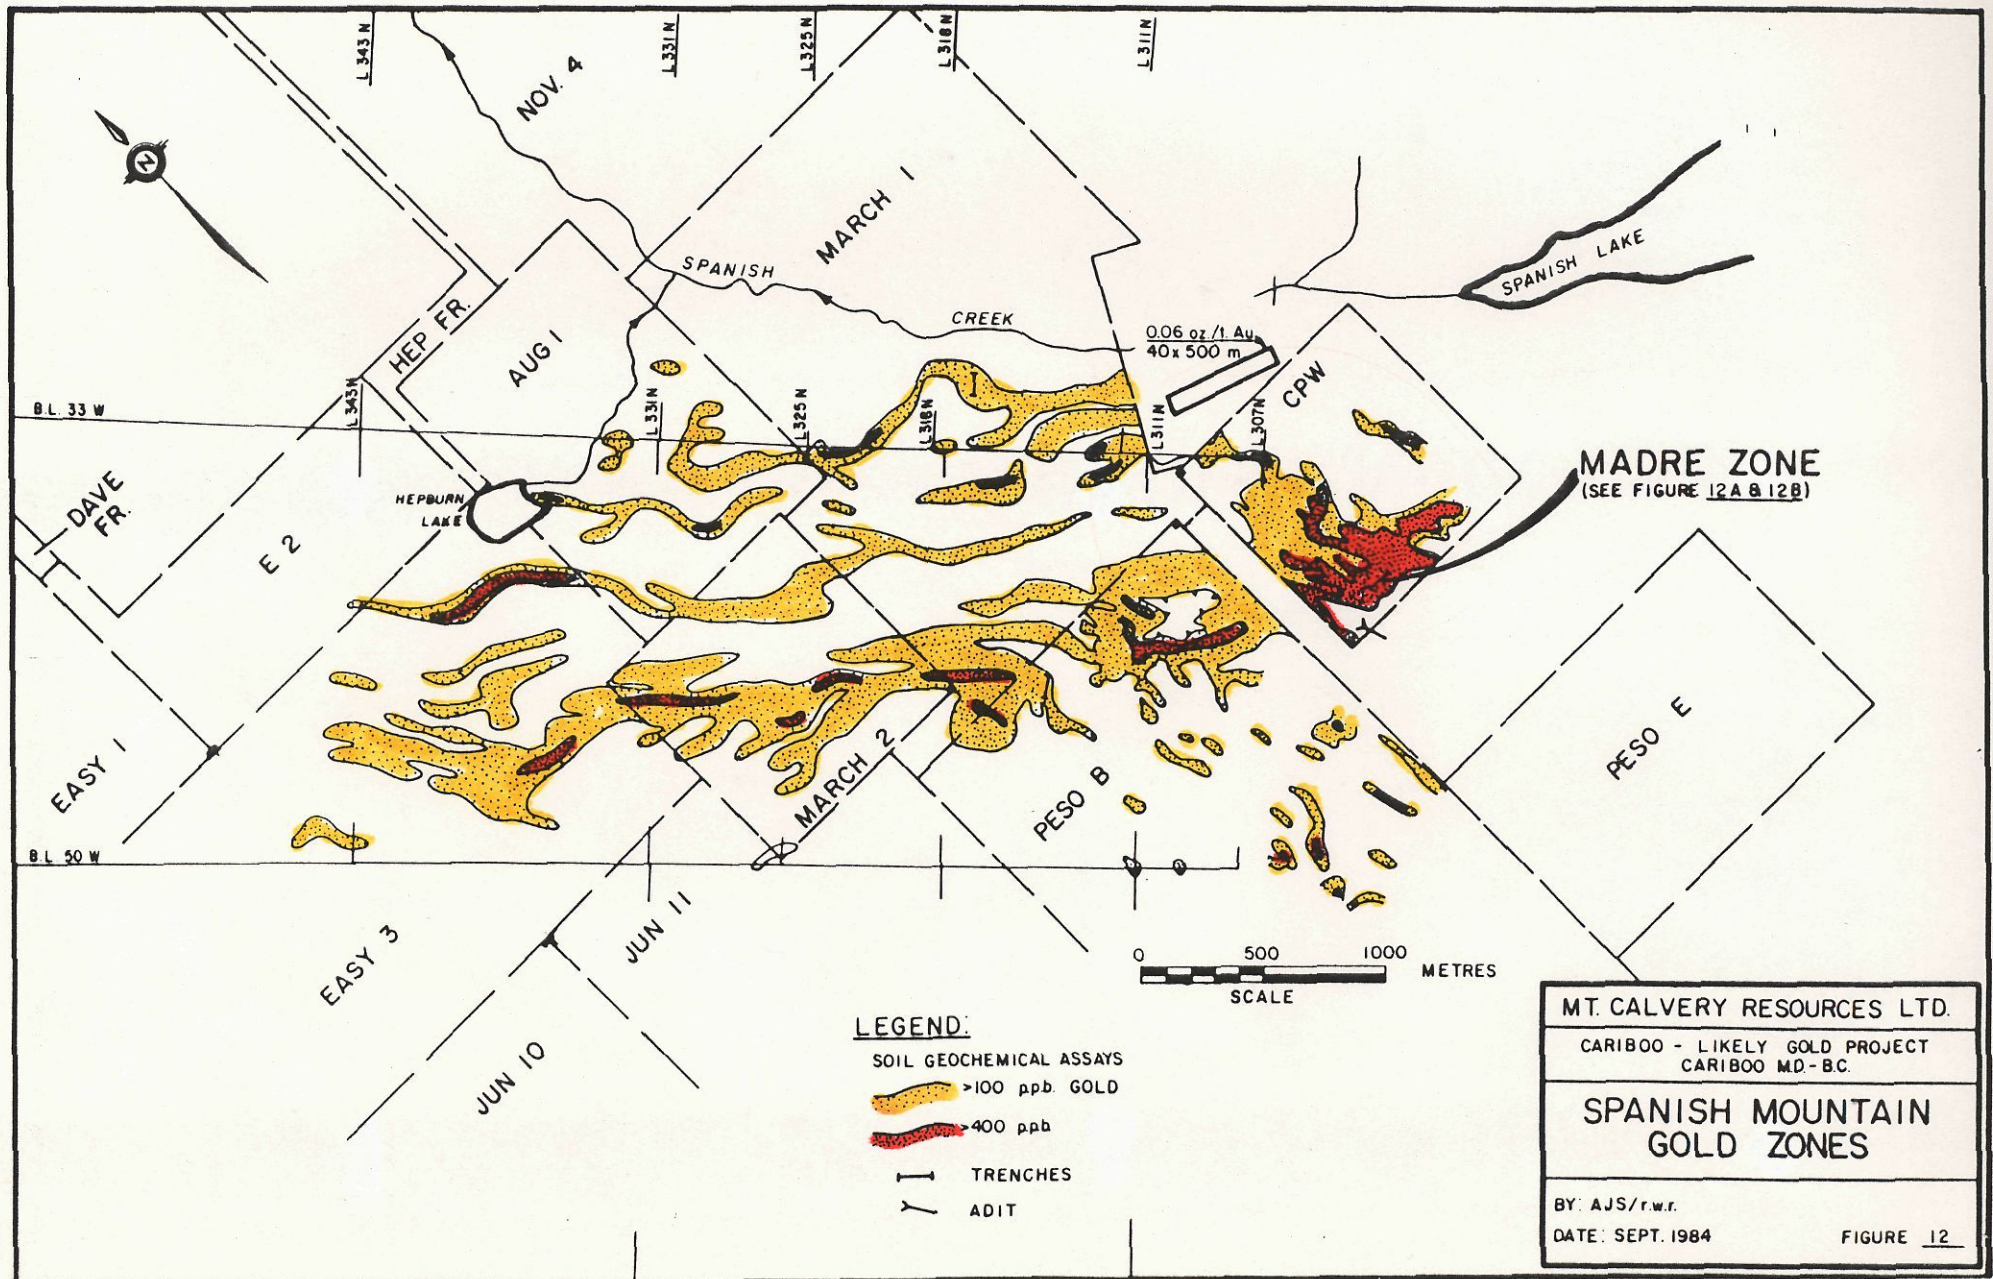 L 343 N
L 331 N
L 325 N
L 318 N
L 311 N
NOV. 4
N
MARCH 1
SPANISH LAKE
SPANISH
CREEK
HEP FR.
AUG 1
0.06 oz./t. Au
40 x 500 m
CPW
B.L. 33 W
L 343 N
L 331 N
L 325 N
L 318 N
L 311 N
L 307 N
MADRE ZONE
(SEE FIGURE 12A & 12B)
DAVE
FR.
HEPBURN
LAKE
E 2
EASY 1
MARCH 2
PESO B
PESO E
B.L. 50 W
EASY 3
JUN 11
JUN 10
0 500 1000
METRES
SCALE
LEGEND:
SOIL GEOCHEMICAL ASSAYS
>100 p.p.b. GOLD
>400 p.p.b.
TRENCHES
ADIT
MT. CALVERY RESOURCES LTD.
CARIBOO - LIKELY GOLD PROJECT
CARIBOO M.D. - B.C.
SPANISH MOUNTAIN
GOLD ZONES
BY: AJS/r.w.r.
DATE: SEPT. 1984
FIGURE 12